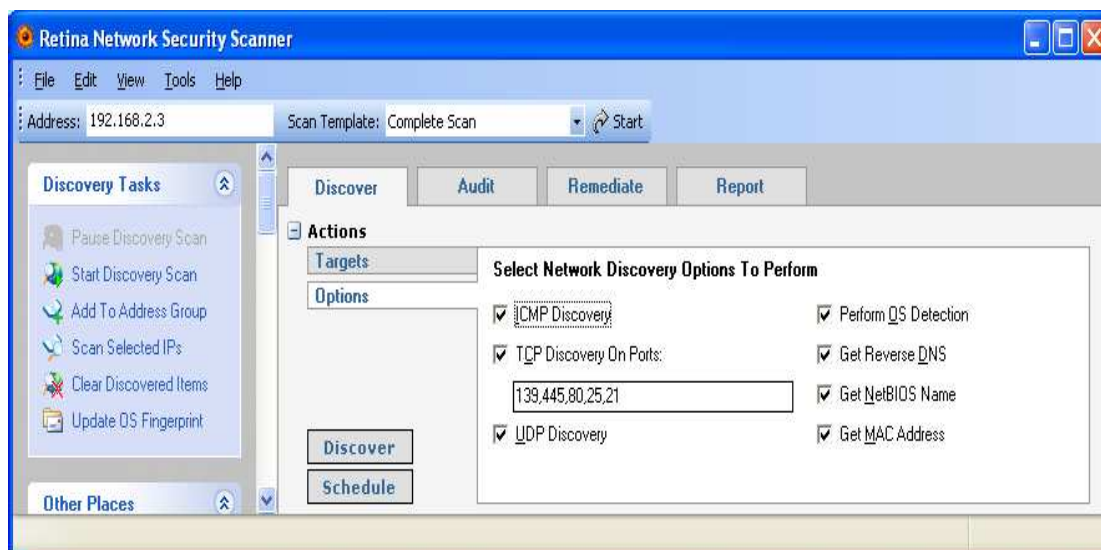 Retina Network Security Scanner
File Edit View Tools Help
Address: 192.168.2.3 Scan Template: Complete Scan Start
Discovery Tasks
Pause Discovery Scan
Start Discovery Scan
Add To Address Group
Scan Selected IPs
Clear Discovered Items
Update OS Fingerprint
Other Places
Discover Audit Remediate Report
Actions
Targets
Options
Discover
Schedule
Select Network Discovery Options To Perform
ICMP Discovery
TCP Discovery On Ports:
139,445,80,25,21
UDP Discovery
Perform OS Detection
Get Reverse DNS
Get NetBIOS Name
Get MAC Address